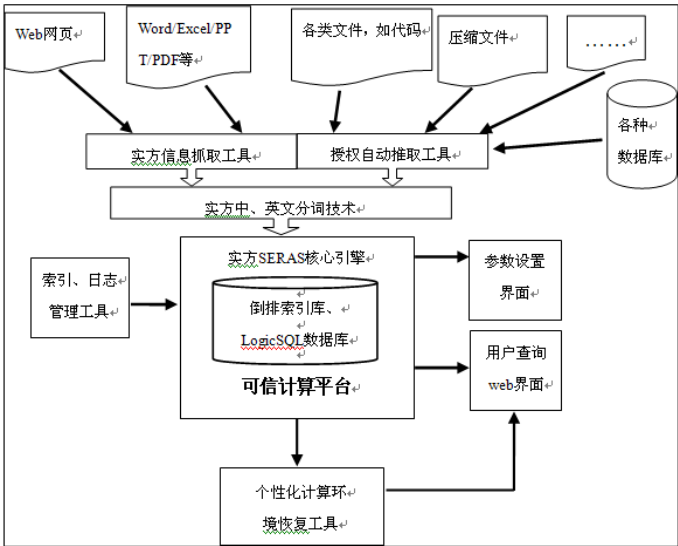 Web网页
Word/Excel/PP
T/PDF等
各类文件，如代码
压缩文件
……
各种
数据库
实方信息抓取工具
授权自动推取工具
实方中、英文分词技术
实方SERAS核心引擎
倒排索引库、
LogicSQL数据库
可信计算平台
索引、日志
管理工具
参数设置
界面
用户查询
web界面
个性化计算环
境恢复工具